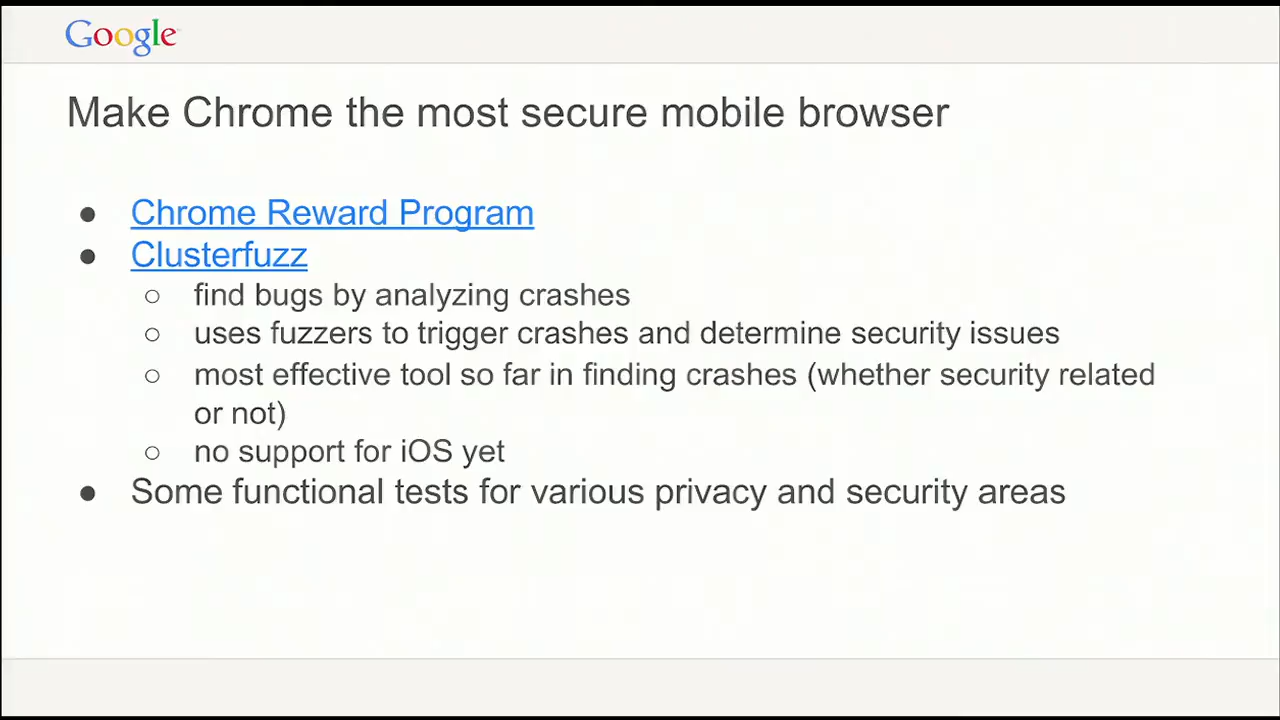 Google
Make Chrome the most secure mobile browser
● Chrome Reward Program
● Clusterfuzz
○ find bugs by analyzing crashes
○ uses fuzzers to trigger crashes and determine security issues
○ most effective tool so far in finding crashes (whether security related
or not)
○ no support for iOS yet
● Some functional tests for various privacy and security areas